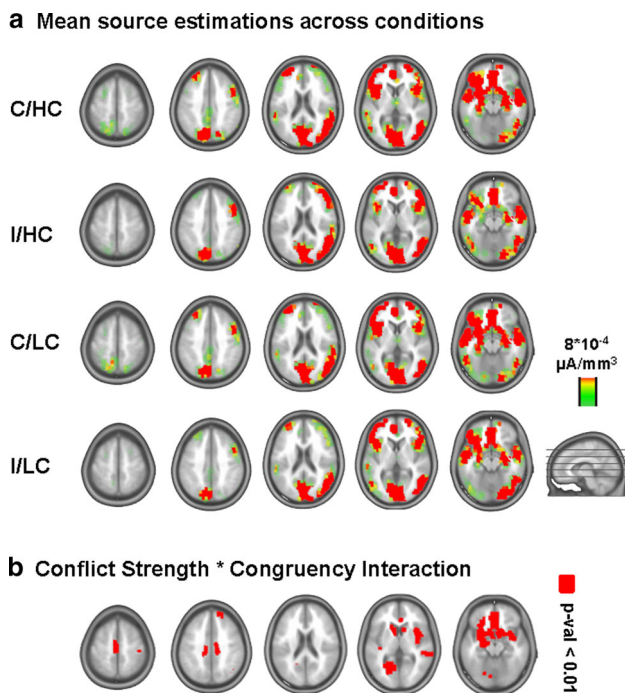 a Mean source estimations across conditions
C/HC
I/HC
C/LC
8*10⁻⁴
µA/mm³
I/LC
b Conflict Strength * Congruency Interaction
p-val < 0.01